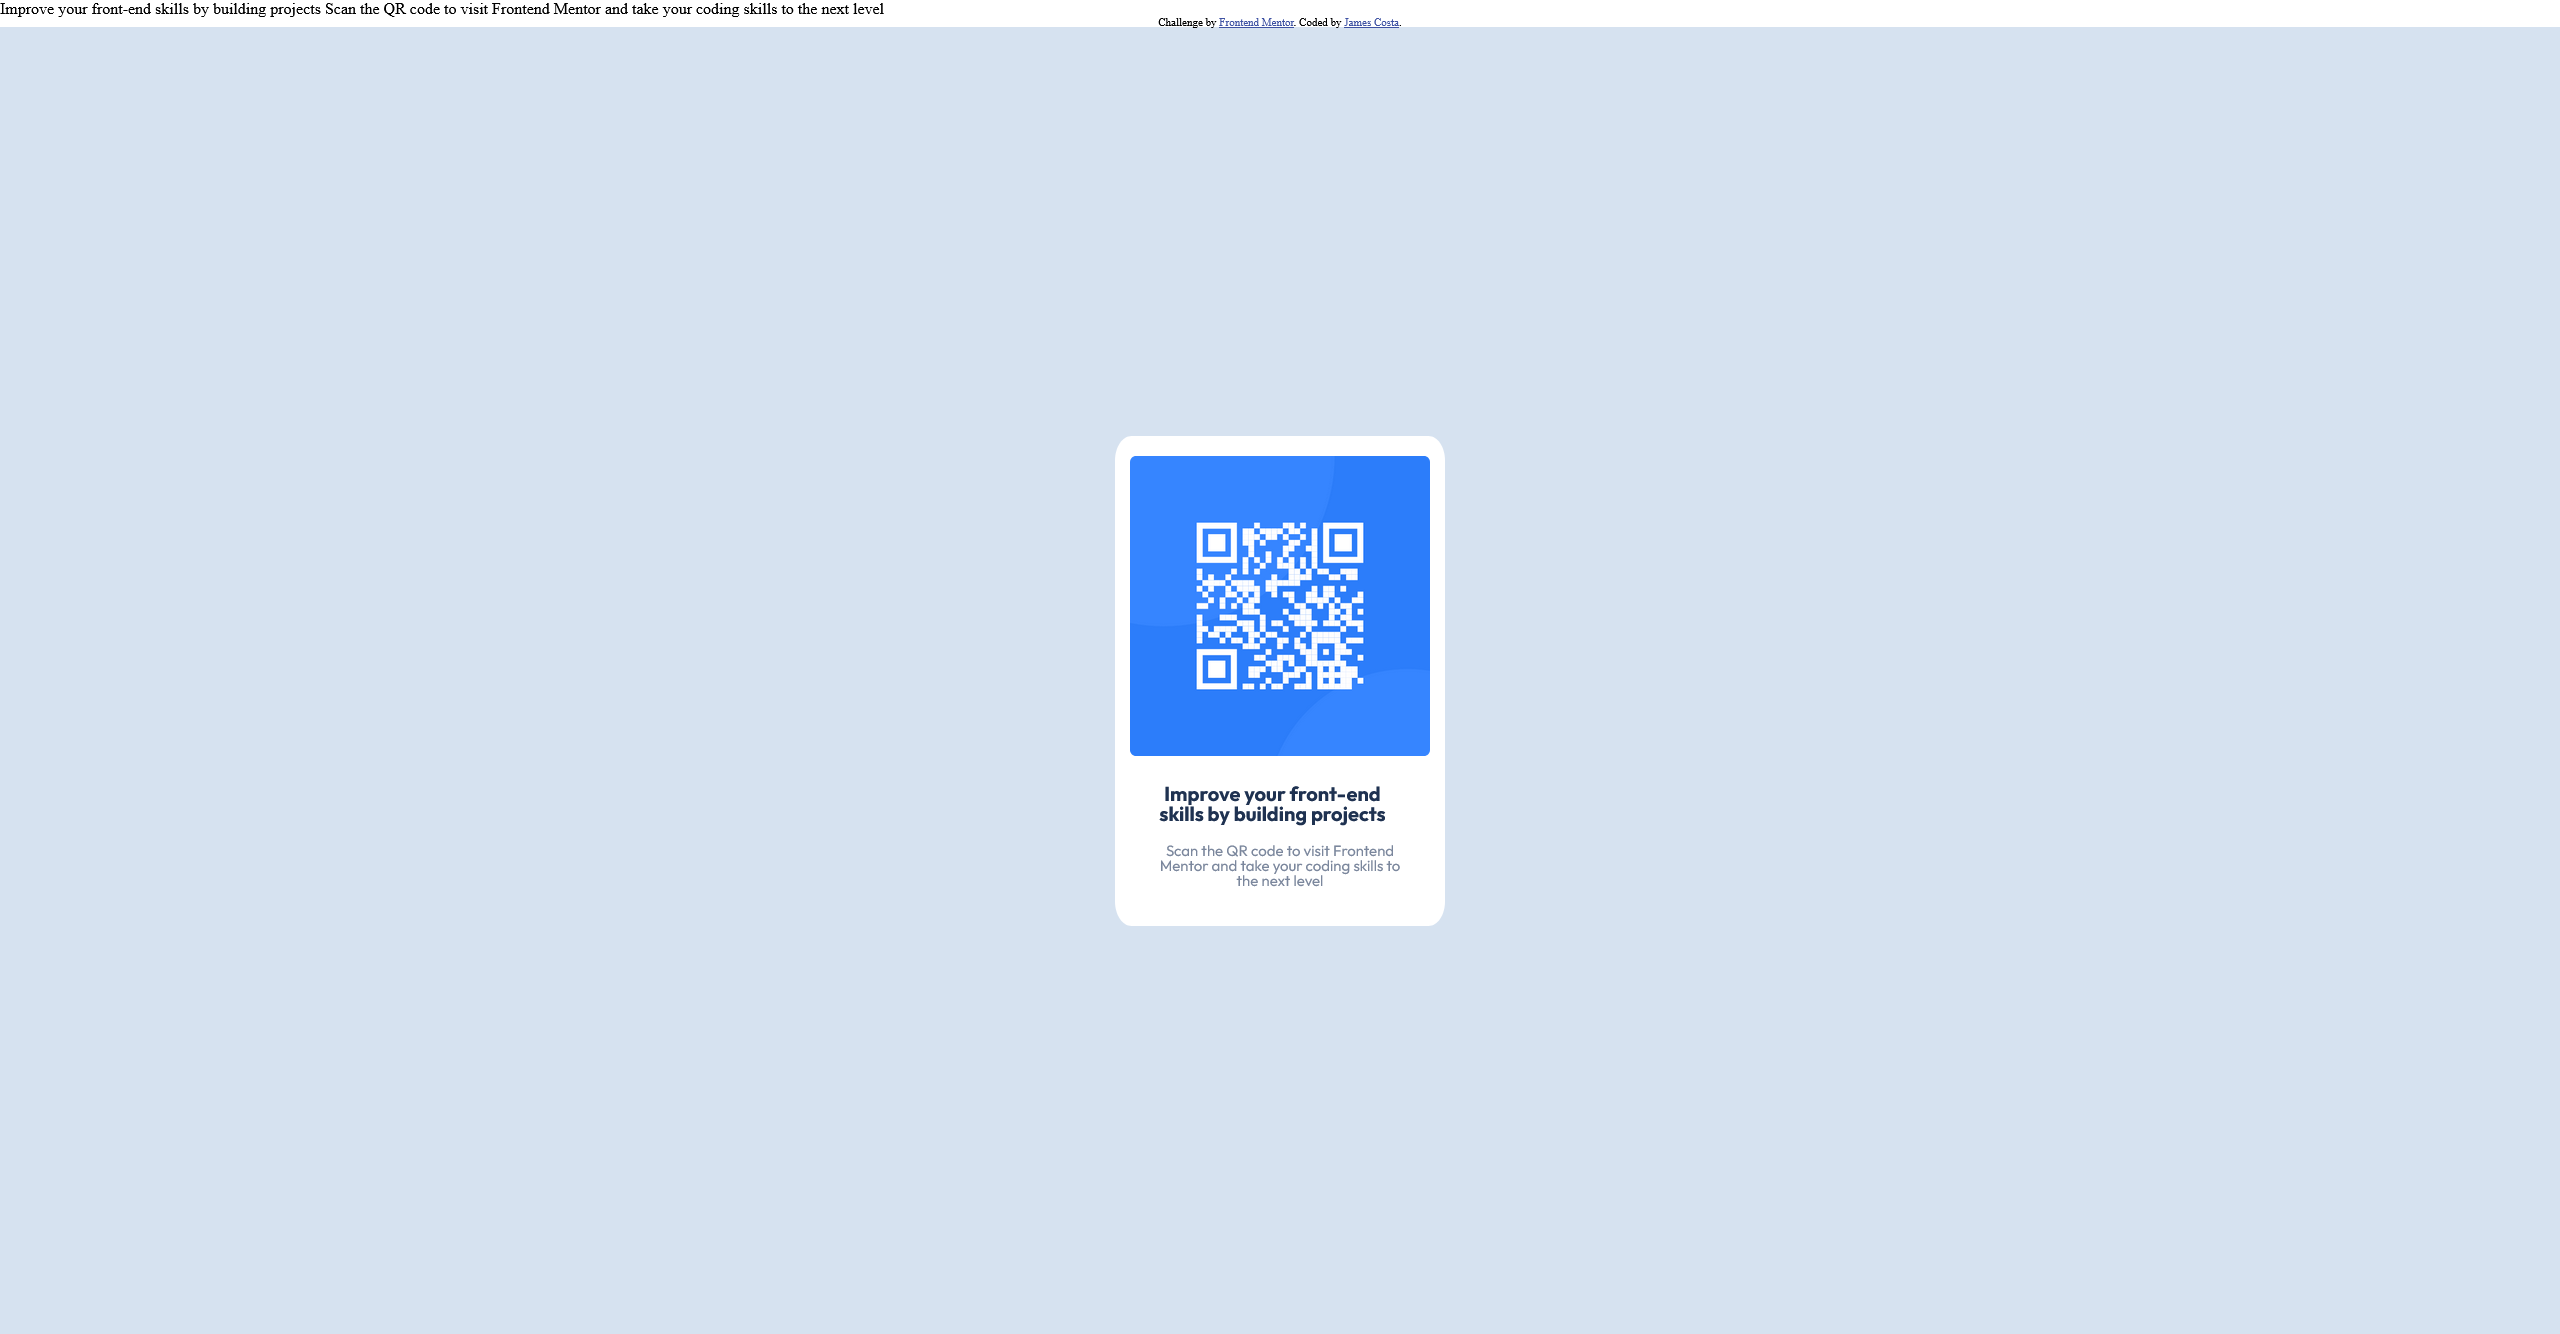 Improve your front-end skills by building projects Scan the QR code to visit Frontend Mentor and take your coding skills to the next level
Challenge by Frontend Mentor. Coded by James Costa.
Improve your front-end
skills by building projects
Scan the QR code to visit Frontend
Mentor and take your coding skills to
the next level